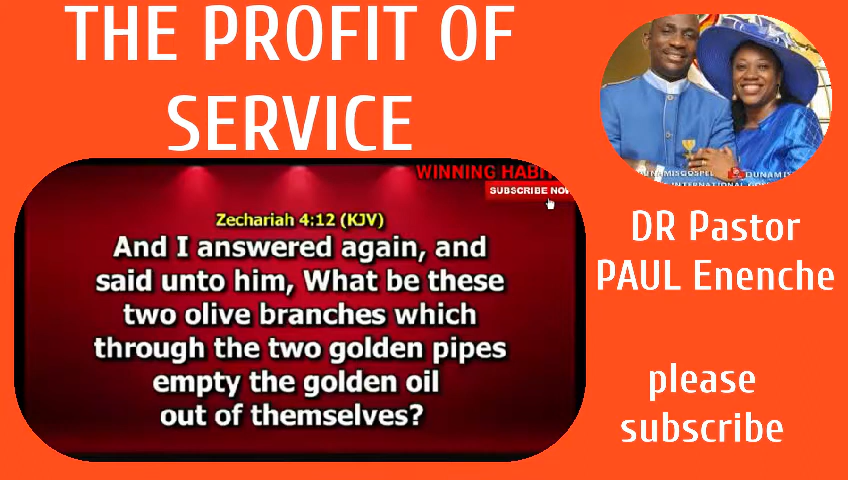 THE PROFIT OF
SERVICE
WINNING HABIT
SUBSCRIBE NOW
Zechariah 4:12 (KJV)
And I answered again, and
said unto him, What be these
two olive branches which
through the two golden pipes
empty the golden oil
out of themselves?
DR Pastor
PAUL Enenche
please
subscribe